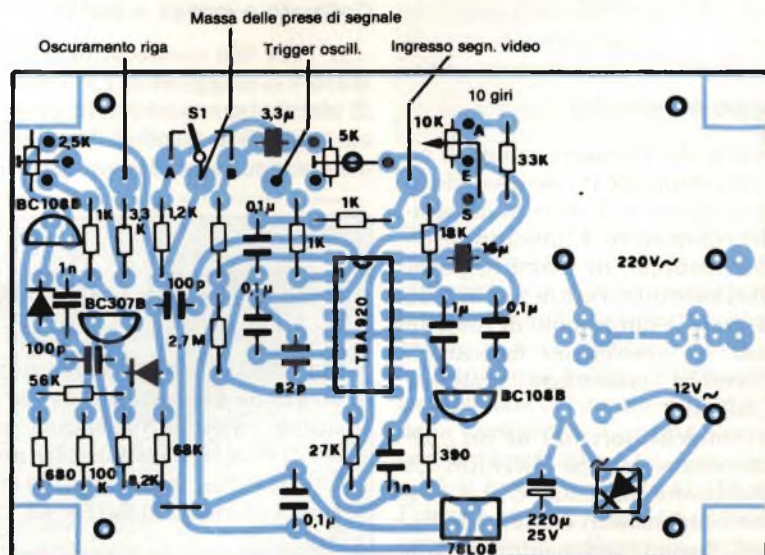 Massa delle prese di segnale
Oscuramento riga
Trigger oscill.
Ingresso segn. video
10 giri
S1
3,3µ
2,5K
5K
10K
A
A
B
E
S
33K
BC108B
1K
3,3
K
1,2K
0,1µ
1K
1K
18K
16µ
220V~
1n
BC307B
100p
0,1µ
1
TBA920
1µ
0,1µ
100p
2,7M
82p
BC108B
12V~
56K
680
100
K
8,2K
68K
27K
1n
390
0,1µ
78L08
220µ
25V
~
~